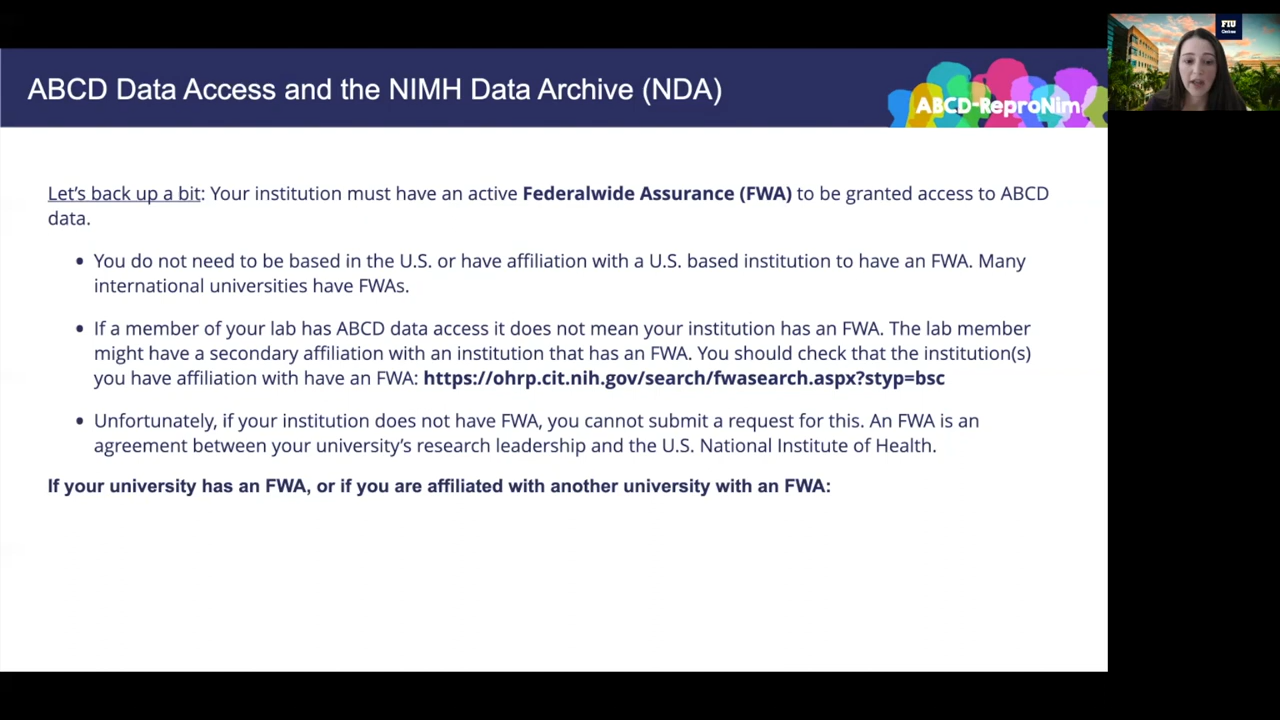 ABCD Data Access and the NIMH Data Archive (NDA)
ABCD-ReproNim
FIU
Online
Let's back up a bit: Your institution must have an active Federalwide Assurance (FWA) to be granted access to ABCD
data.
• You do not need to be based in the U.S. or have affiliation with a U.S. based institution to have an FWA. Many
international universities have FWAs.
• If a member of your lab has ABCD data access it does not mean your institution has an FWA. The lab member
might have a secondary affiliation with an institution that has an FWA. You should check that the institution(s)
you have affiliation with have an FWA: https://ohrp.cit.nih.gov/search/fwasearch.aspx?styp=bsc
• Unfortunately, if your institution does not have FWA, you cannot submit a request for this. An FWA is an
agreement between your university's research leadership and the U.S. National Institute of Health.
If your university has an FWA, or if you are affiliated with another university with an FWA: